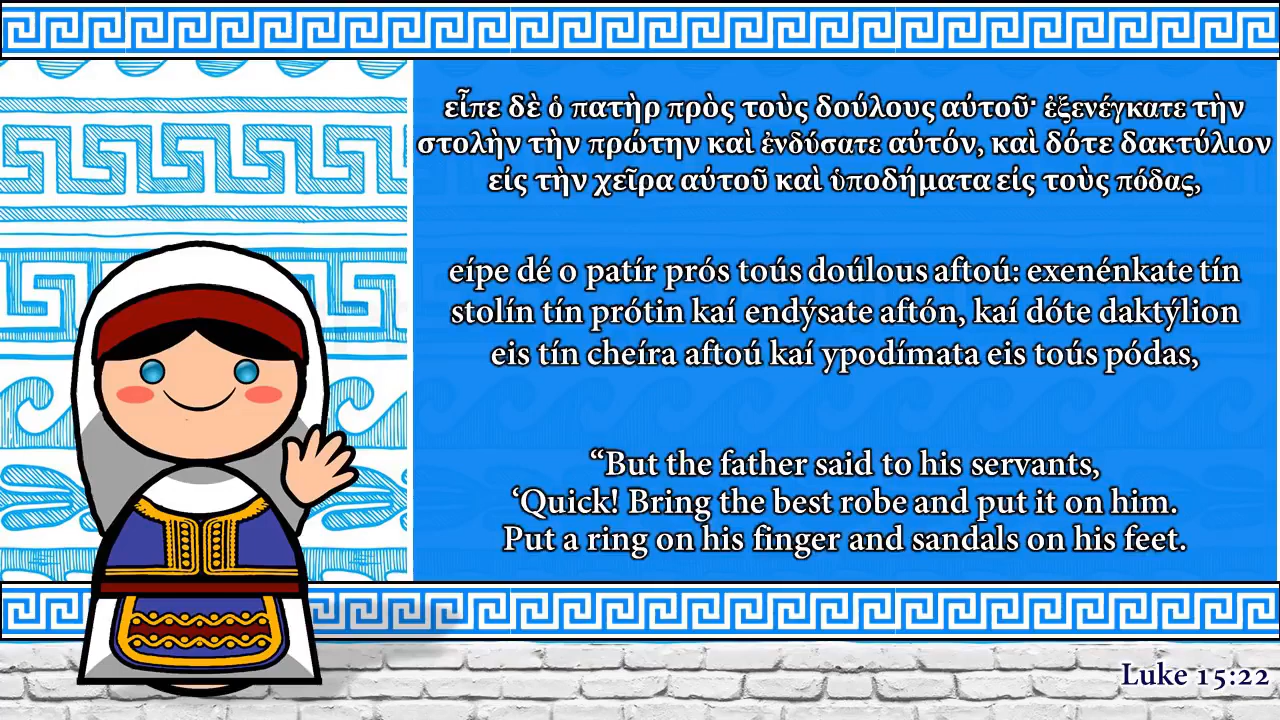 εἶπε δὲ ὁ πατὴρ πρὸς τοὺς δούλους αὐτοῦ· ἐξενέγκατε τὴν
στολὴν τὴν πρώτην καὶ ἐνδύσατε αὐτόν, καὶ δότε δακτύλιον
εἰς τὴν χεῖρα αὐτοῦ καὶ ὑποδήματα εἰς τοὺς πόδας,
eípe dé o patír prós toús doúlous aftoú: exenénkate tín
stolín tín prótin kaí endýsate aftón, kaí dóte daktýlion
eis tín cheíra aftoú kaí ypodímata eis toús pódas,
“But the father said to his servants,
‘Quick! Bring the best robe and put it on him.
Put a ring on his finger and sandals on his feet.
Luke 15:22